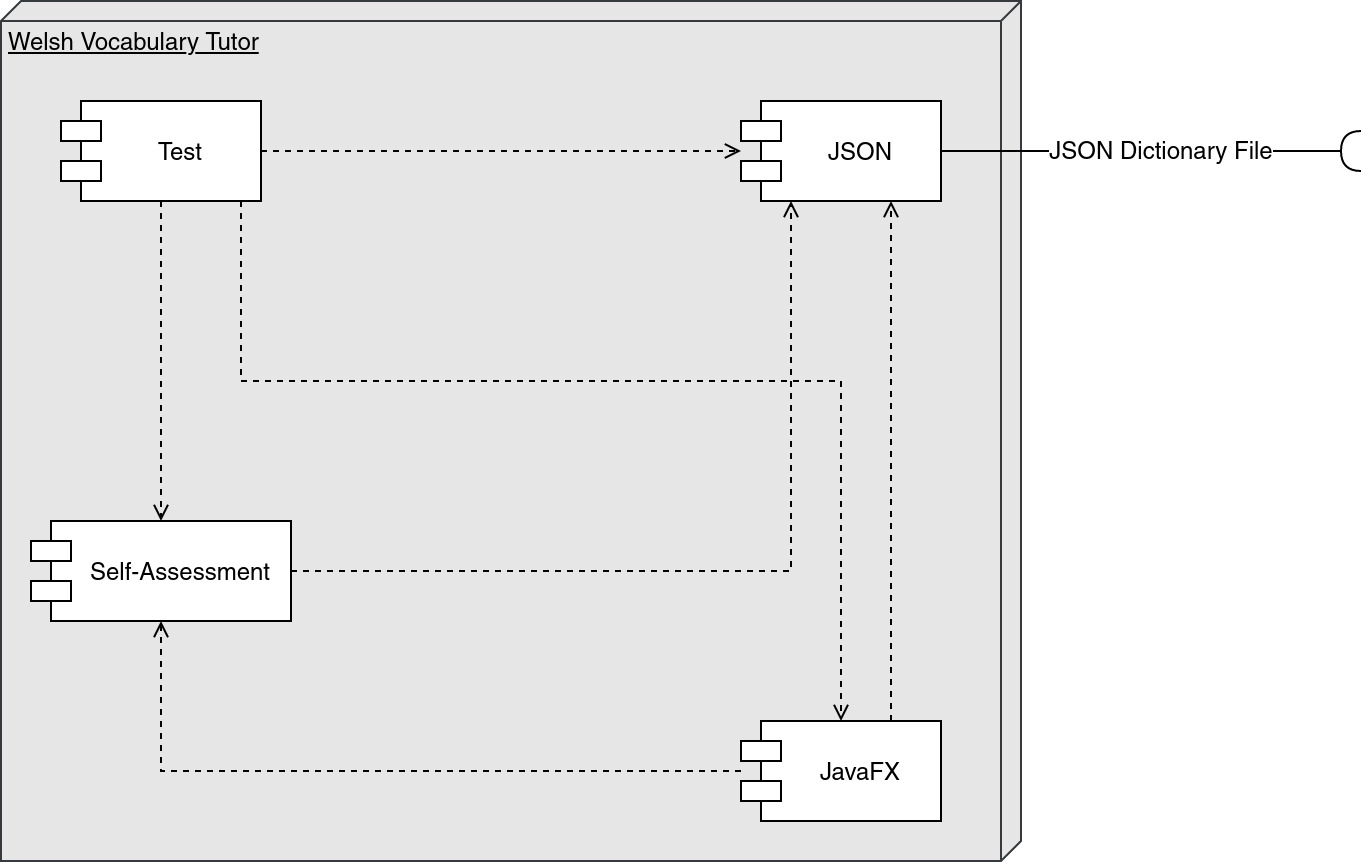 Welsh Vocabulary Tutor
Test
JSON
JSON Dictionary File
Self-Assessment
JavaFX